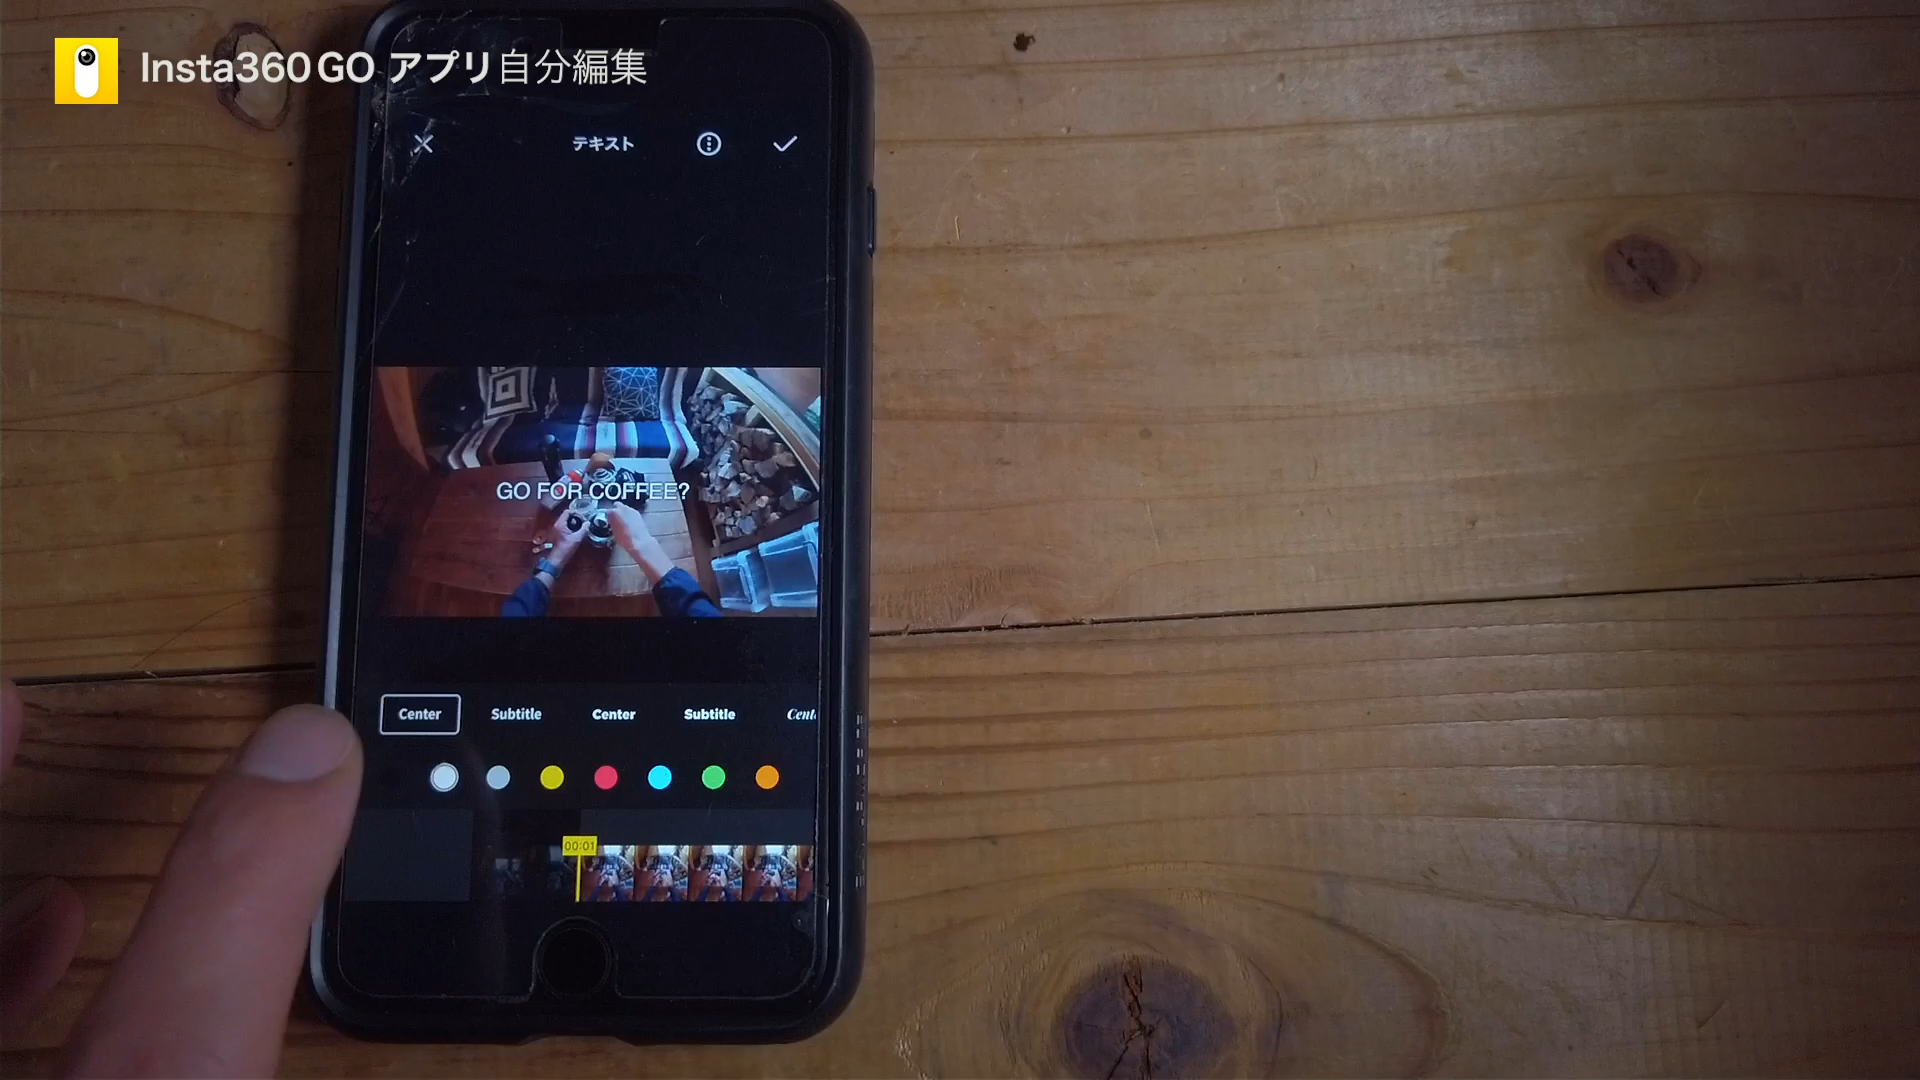 Insta360 GO アプリ自分編集
テキスト
GO FOR COFFEE?
Center Subtitle Center Subtitle
00:01